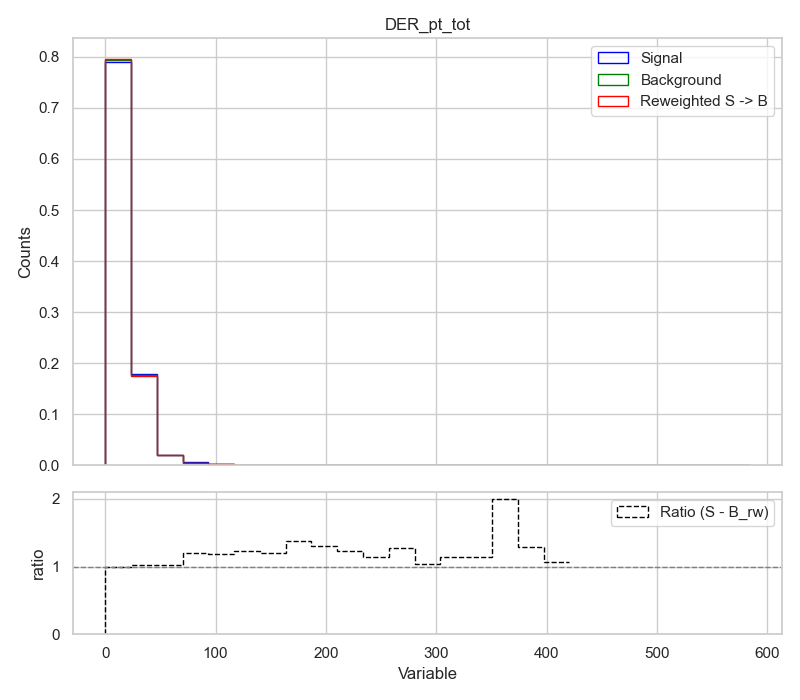 DER_pt_tot
0.8
0.7
0.6
0.5
0.4
0.3
0.2
0.1
0.0
Counts
Signal
Background
Reweighted S -> B
2
1
0
ratio
Ratio (S - B_rw)
0 100 200 300 400 500 600
Variable